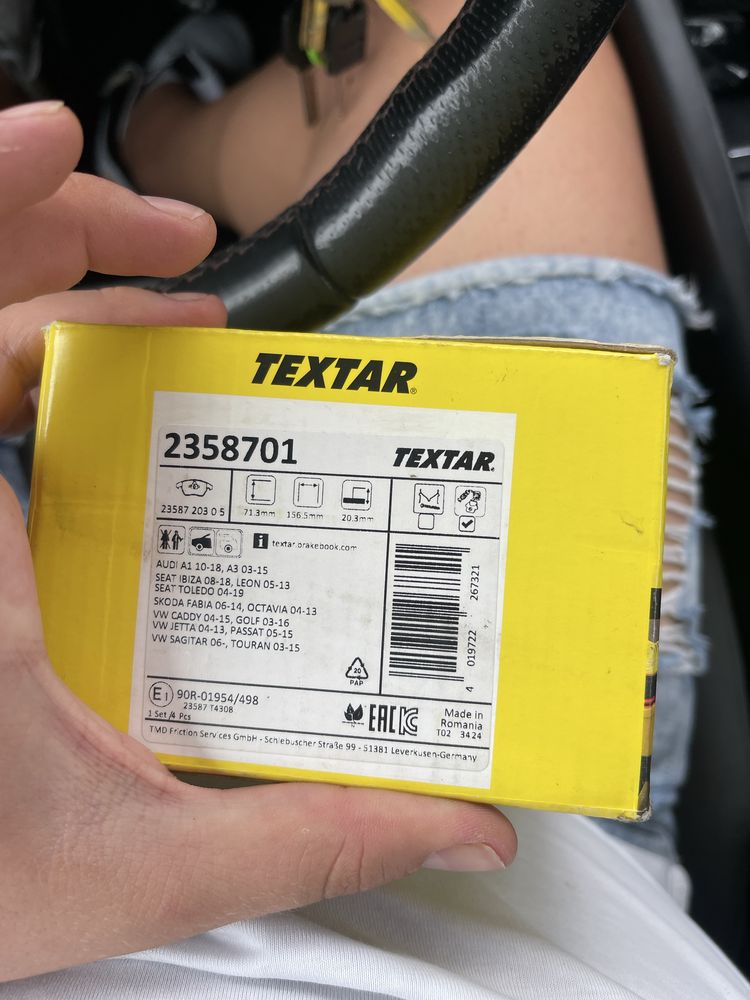 TEXTAR®
2358701
TEXTAR®
23587 203 0 5
71.3mm 156.5mm 20.3mm
i textar.brakebook.com
AUDI A1 10-18, A3 03-15
SEAT IBIZA 08-18, LEON 05-13
SEAT TOLEDO 04-19
SKODA FABIA 06-14, OCTAVIA 04-13
VW CADDY 04-15, GOLF 03-16
VW JETTA 04-13, PASSAT 05-15
VW SAGITAR 06-, TOURAN 03-15
4 019722 267321
20
PAP
E1 90R-01954/498
23587 T4308
1 Set /4 Pcs
EAC KC
Made in
Romania
T02 3424
TMD Friction Services GmbH - Schlebuscher Straße 99 - 51381 Leverkusen-Germany